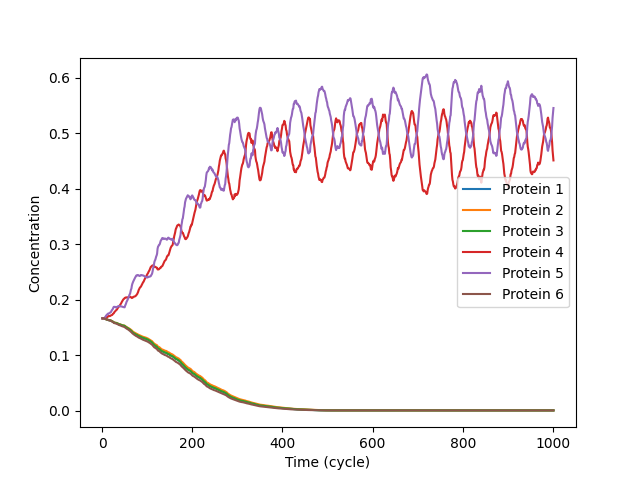 0.6
0.5
0.4
0.3
0.2
0.1
0.0
Concentration
Protein 1
Protein 2
Protein 3
Protein 4
Protein 5
Protein 6
0 200 400 600 800 1000
Time (cycle)